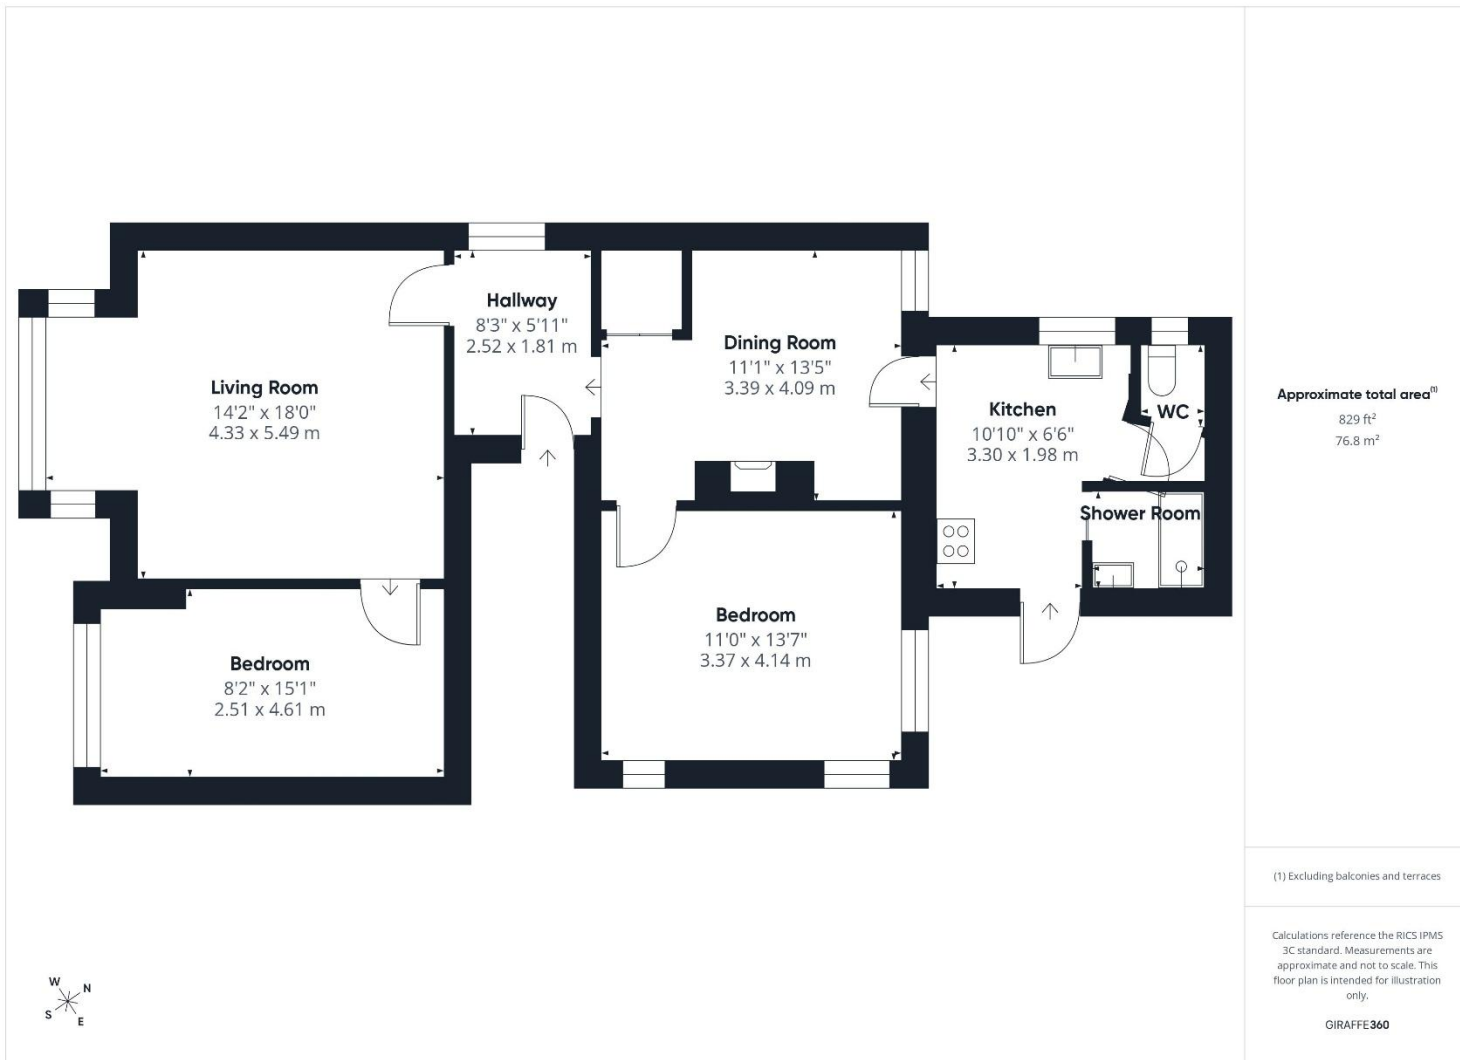 Living Room
14'2" x 18'0"
4.33 x 5.49 m
Hallway
8'3" x 5'11"
2.52 x 1.81 m
Dining Room
11'1" x 13'5"
3.39 x 4.09 m
Kitchen
10'10" x 6'6"
3.30 x 1.98 m
WC
Shower Room
Bedroom
11'0" x 13'7"
3.37 x 4.14 m
Bedroom
8'2" x 15'1"
2.51 x 4.61 m
W
N
S
E
Approximate total area⁽¹⁾
829 ft²
76.8 m²
(1) Excluding balconies and terraces
Calculations reference the RICS IPMS
3C standard. Measurements are
approximate and not to scale. This
floor plan is intended for illustration
only.
GIRAFFE360